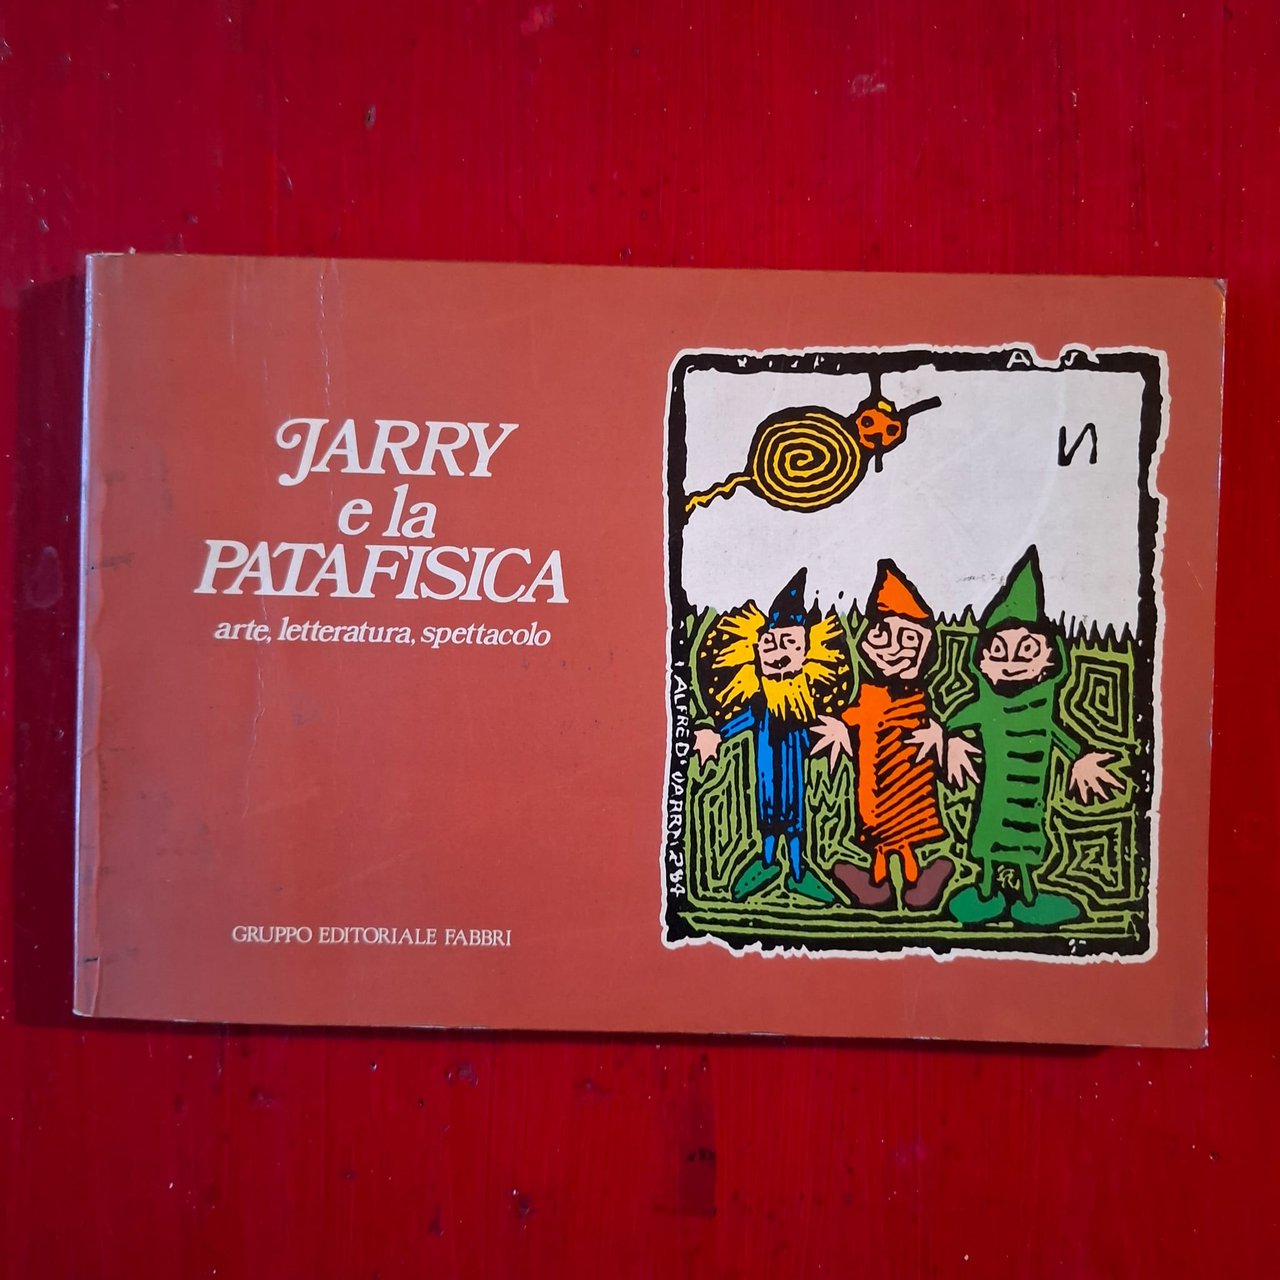 JARRY
e la
PATAFISICA
arte, letteratura, spettacolo
GRUPPO EDITORIALE FABBRI